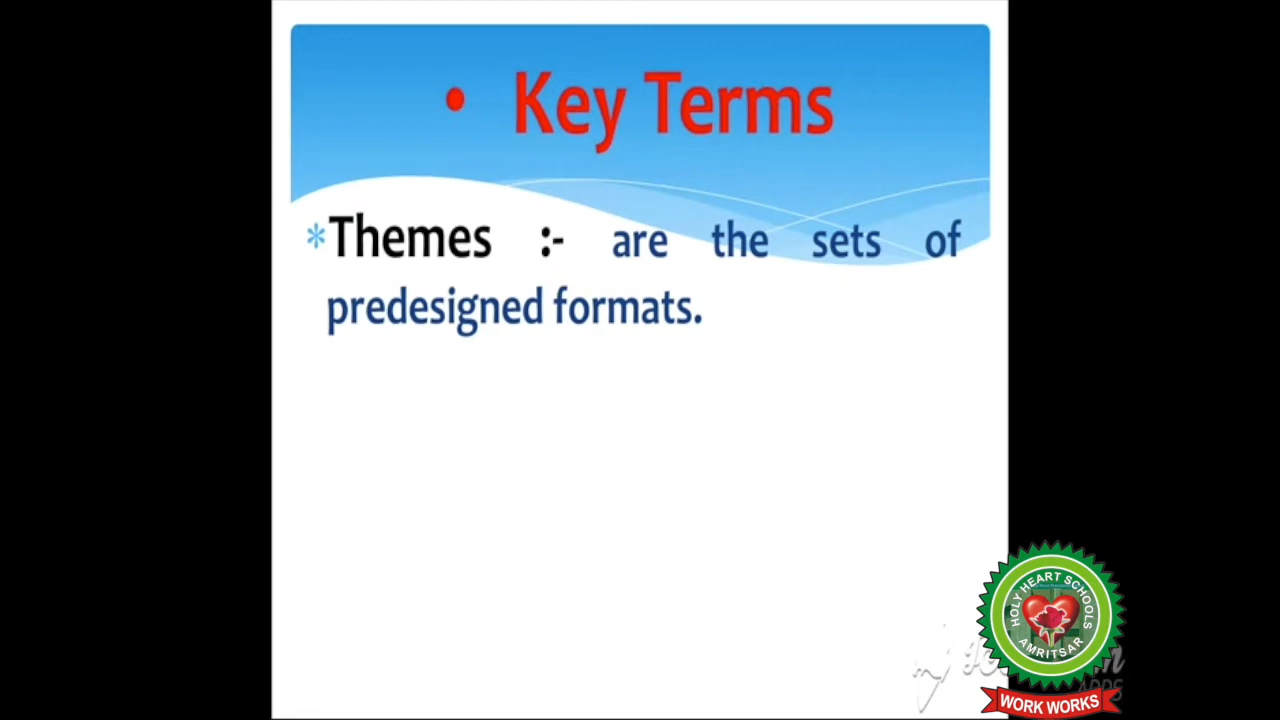 • Key Terms
*Themes :- are the sets of
predesigned formats.
HOLY HEART SCHOOLS
AMRITSAR
WORK WORKS